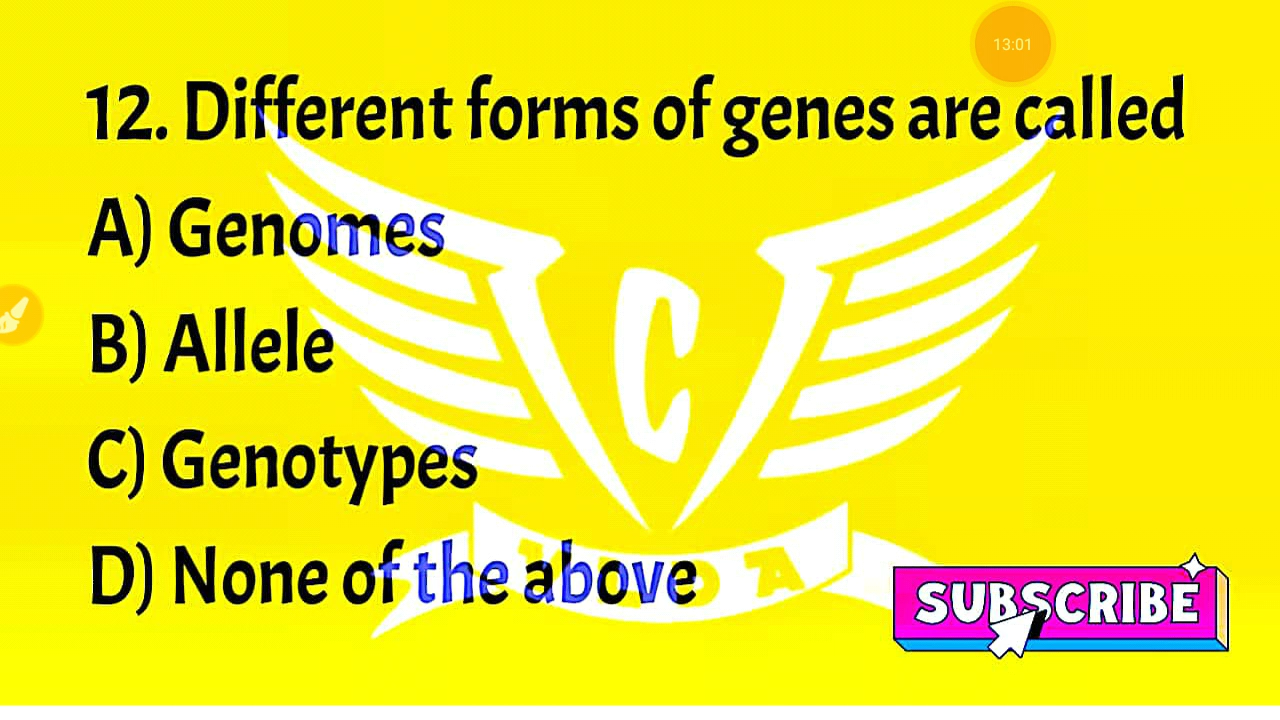 13:01
12. Different forms of genes are called
A) Genomes
B) Allele
C) Genotypes
D) None of the above
C
SUBSCRIBE